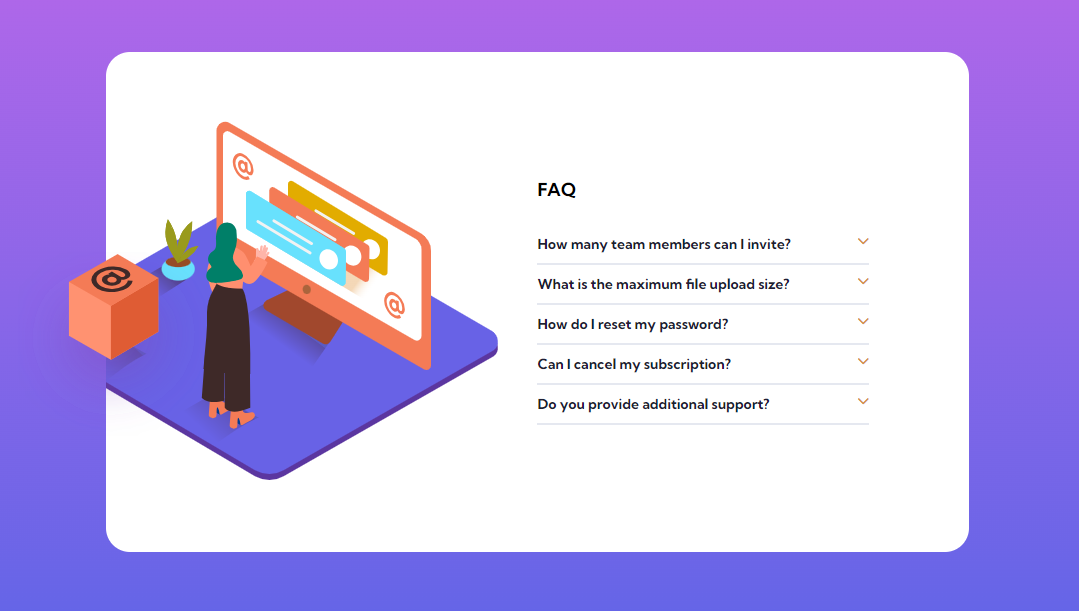 @
@
@
FAQ
How many team members can I invite?
What is the maximum file upload size?
How do I reset my password?
Can I cancel my subscription?
Do you provide additional support?